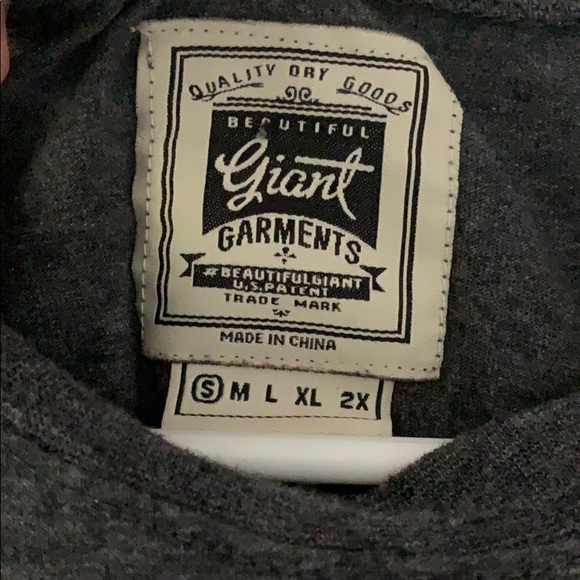 QUALITY DRY GOODS
BEAUTIFUL
Giant
GARMENTS
#BEAUTIFULGIANT
U.S.PATENT
TRADE MARK
MADE IN CHINA
S M L XL 2X